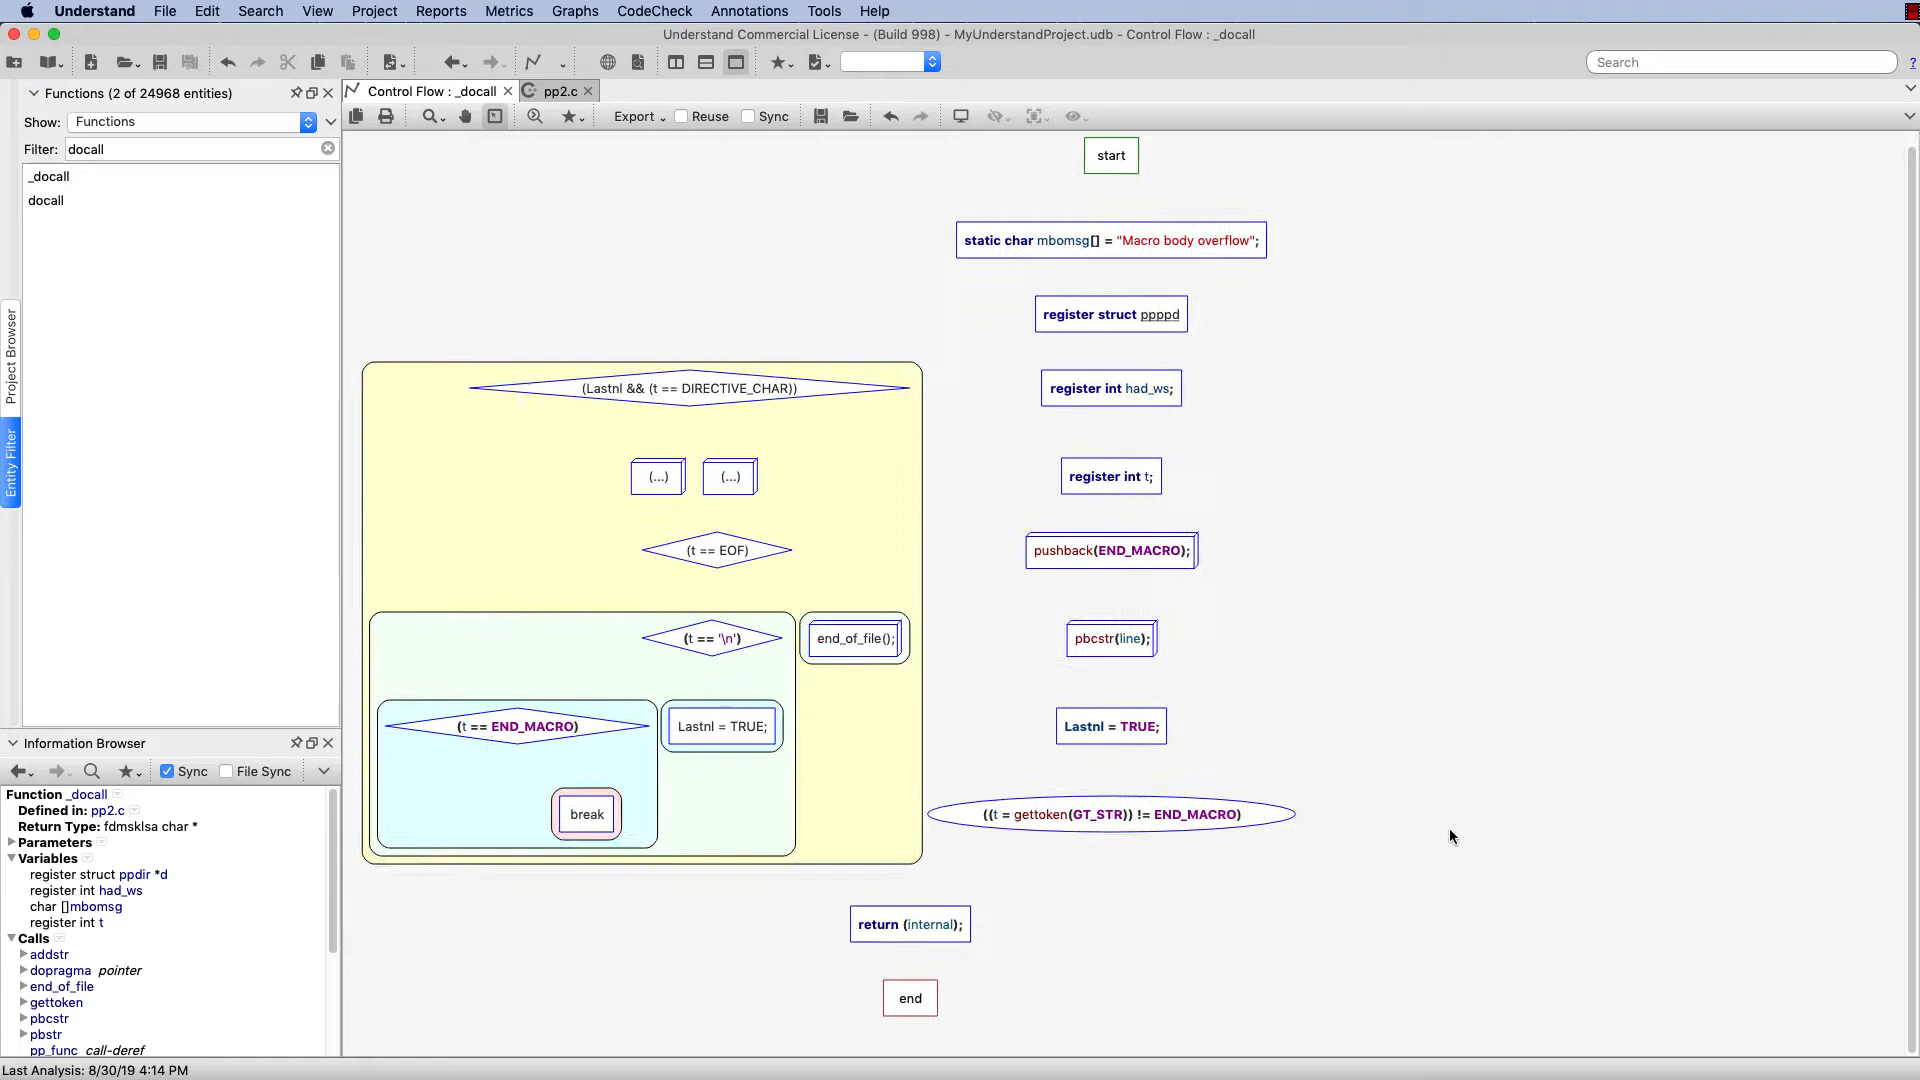 Understand File Edit Search View Project Reports Metrics Graphs CodeCheck Annotations Tools Help
Understand Commercial License - (Build 998) - MyUnderstandProject.udb - Control Flow : _docall
Search
?
Functions (2 of 24968 entities)
Show: Functions
Filter: docall
_docall
docall
Project Browser
Entity Filter
Control Flow : _docall
pp2.c
Export
Reuse
Sync
start
static char mbomsg[] = "Macro body overflow";
register struct ppppd
(Lastnl && (t == DIRECTIVE_CHAR))
register int had_ws;
(...) (...)
register int t;
(t == EOF)
pushback(END_MACRO);
(t == '\n')
end_of_file();
pbcstr(line);
(t == END_MACRO)
Lastnl = TRUE;
Lastnl = TRUE;
break
((t = gettoken(GT_STR)) != END_MACRO)
return (internal);
end
Information Browser
Sync File Sync
Function _docall
Defined in: pp2.c
Return Type: fdmsklsa char *
Parameters
Variables
register struct ppdir *d
register int had_ws
char []mbomsg
register int t
Calls
addstr
dopragma pointer
end_of_file
gettoken
pbcstr
pbstr
pp_func call-deref
Last Analysis: 8/30/19 4:14 PM